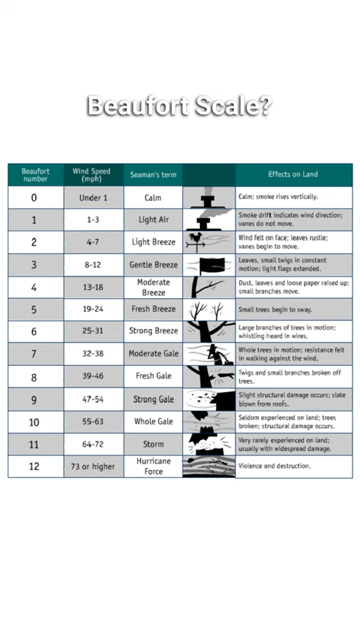 Beaufort Scale?
Beaufort number Wind Speed (mph) Seaman's term Effects on Land
0 Under 1 Calm Calm; smoke rises vertically.
1 1-3 Light Air Smoke drift indicates wind direction; vanes do not move.
2 4-7 Light Breeze Wind felt on face; leaves rustle; vanes begin to move.
3 8-12 Gentle Breeze Leaves, small twigs in constant motion; light flags extended.
4 13-18 Moderate Breeze Dust, leaves and loose paper raised up; small branches move.
5 19-24 Fresh Breeze Small trees begin to sway.
6 25-31 Strong Breeze Large branches of trees in motion; whistling heard in wires.
7 32-38 Moderate Gale Whole trees in motion; resistance felt in walking against the wind.
8 39-46 Fresh Gale Twigs and small branches broken off trees.
9 47-54 Strong Gale Slight structural damage occurs; slate blown from roofs.
10 55-63 Whole Gale Seldom experienced on land; trees broken; structural damage occurs.
11 64-72 Storm Very rarely experienced on land; usually with widespread damage.
12 73 or higher Hurricane Force Violence and destruction.